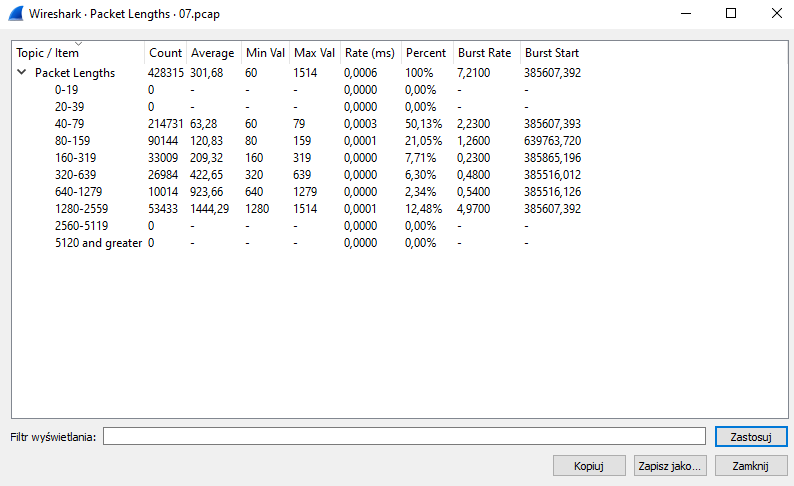 Wireshark · Packet Lengths · 07.pcap
Topic / Item Count Average Min Val Max Val Rate (ms) Percent Burst Rate Burst Start
Packet Lengths 428315 301,68 60 1514 0,0006 100% 7,2100 385607,392
0-19 0 - - - 0,0000 0,00% - -
20-39 0 - - - 0,0000 0,00% - -
40-79 214731 63,28 60 79 0,0003 50,13% 2,2300 385607,393
80-159 90144 120,83 80 159 0,0001 21,05% 1,2600 639763,720
160-319 33009 209,32 160 319 0,0000 7,71% 0,2300 385865,196
320-639 26984 422,65 320 639 0,0000 6,30% 0,4800 385516,012
640-1279 10014 923,66 640 1279 0,0000 2,34% 0,5400 385516,126
1280-2559 53433 1444,29 1280 1514 0,0001 12,48% 4,9700 385607,392
2560-5119 0 - - - 0,0000 0,00% - -
5120 and greater 0 - - - 0,0000 0,00% - -
Filtr wyświetlania: Zastosuj
Kopiuj Zapisz jako... Zamknij